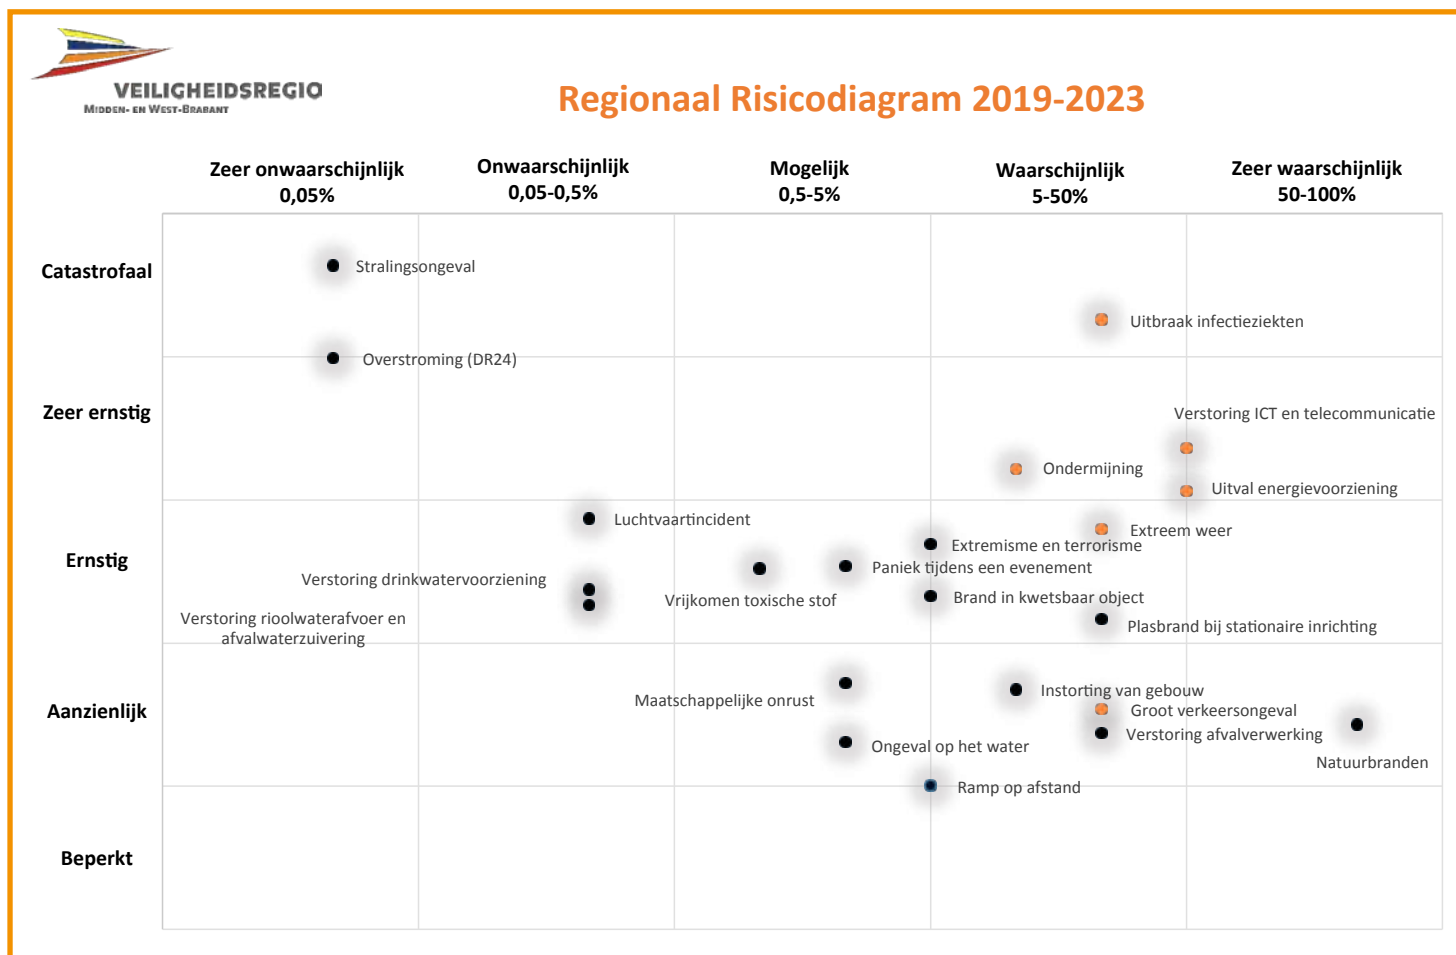 VEILIGHEIDSREGIO
MIDDEN- EN WEST-BRABANT
Regionaal Risicodiagram 2019-2023
Zeer onwaarschijnlijk
0,05%
Onwaarschijnlijk
0,05-0,5%
Mogelijk
0,5-5%
Waarschijnlijk
5-50%
Zeer waarschijnlijk
50-100%
Catastrofaal
Stralingsongeval
Uitbraak infectieziekten
Overstroming (DR24)
Zeer ernstig
Verstoring ICT en telecommunicatie
Ondermijning
Uitval energievoorziening
Luchtvaartincident
Extreem weer
Ernstig
Extremisme en terrorisme
Paniek tijdens een evenement
Verstoring drinkwatervoorziening
Vrijkomen toxische stof
Brand in kwetsbaar object
Verstoring rioolwaterafvoer en
afvalwaterzuivering
Plasbrand bij stationaire inrichting
Aanzienlijk
Maatschappelijke onrust
Instorting van gebouw
Groot verkeersongeval
Verstoring afvalverwerking
Ongeval op het water
Natuurbranden
Ramp op afstand
Beperkt